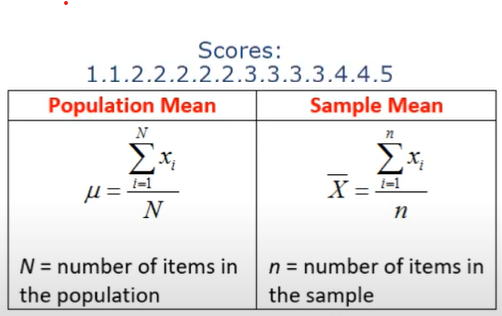 Scores:
1.1.2.2.2.2.2.3.3.3.3.4.4.5
Population Mean
Sample Mean
μ = \frac{\sum_{i=1}^{N} x_i}{N}
X̄ = \frac{\sum_{i=1}^{n} x_i}{n}
N = number of items in
the population
n = number of items in
the sample